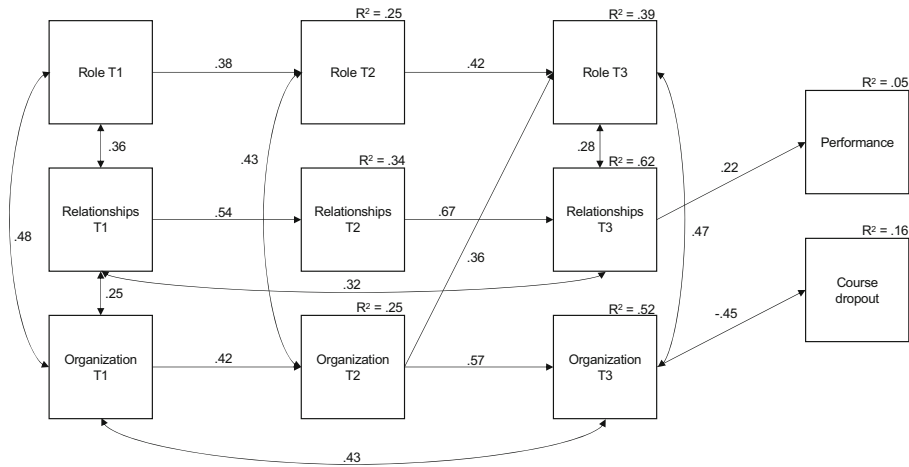 R² = .25
R² = .39
Role T1
.38
Role T2
.42
Role T3
R² = .05
Performance
.36
.43
.28
R² = .34
R² = .62
.22
Relationships
T1
.54
Relationships
T2
.67
Relationships
T3
.48
.36
.47
R² = .16
Course
dropout
.25
.32
R² = .25
R² = .52
-.45
Organization
T1
.42
Organization
T2
.57
Organization
T3
.43